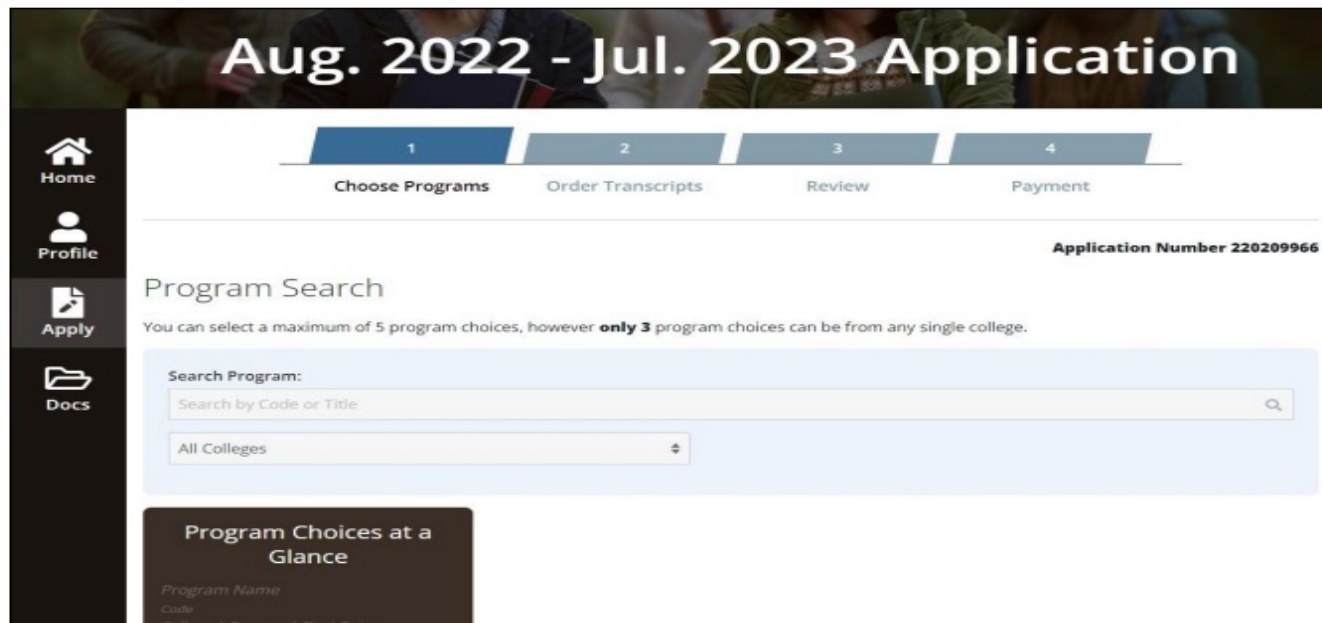 Aug. 2022 - Jul. 2023 Application
Home
Profile
Apply
Docs
1
2
3
4
Choose Programs
Order Transcripts
Review
Payment
Application Number 220209966
Program Search
You can select a maximum of 5 program choices, however only 3 program choices can be from any single college.
Search Program:
Search by Code or Title
All Colleges
Program Choices at a
Glance
Program Name
Code